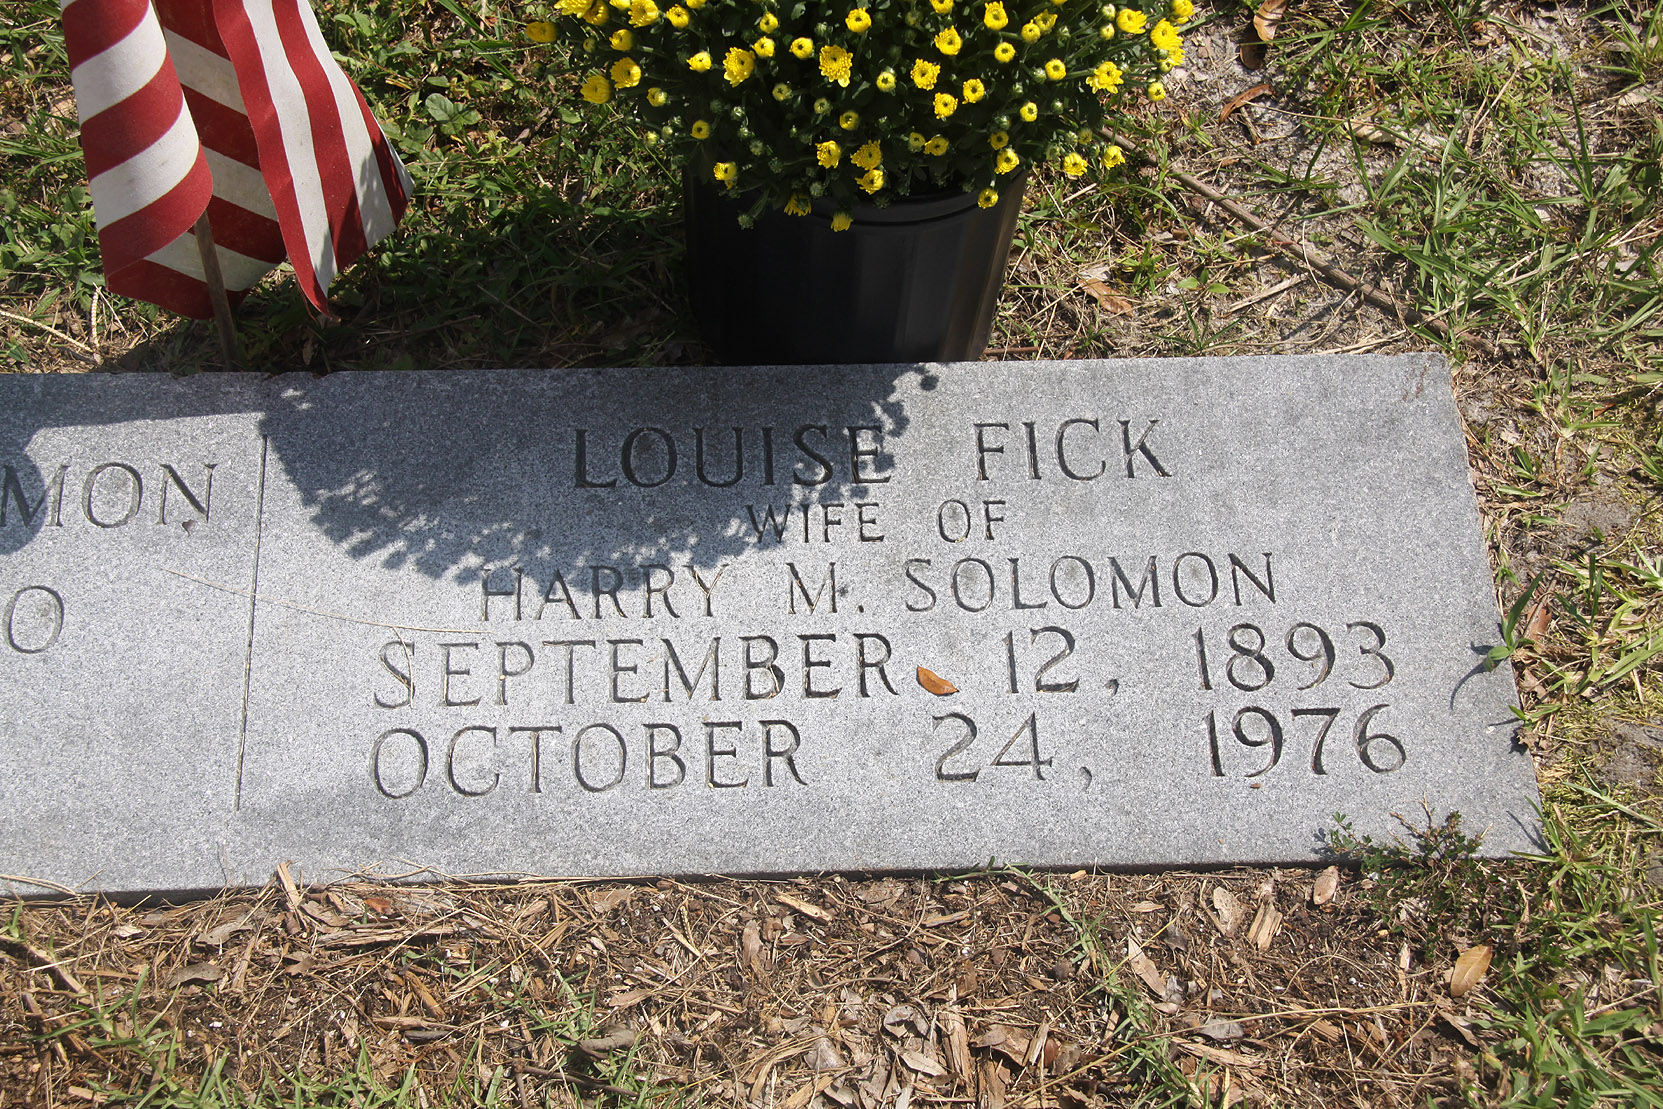 MON
O
LOUISE FICK
WIFE OF
HARRY M. SOLOMON
SEPTEMBER 12, 1893
OCTOBER 24, 1976